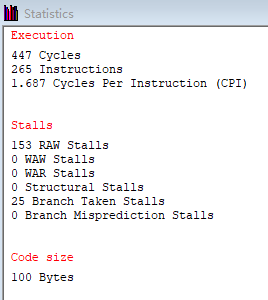 Statistics
Execution
447 Cycles
265 Instructions
1.687 Cycles Per Instruction (CPI)
Stalls
153 RAW Stalls
0 WAW Stalls
0 WAR Stalls
0 Structural Stalls
25 Branch Taken Stalls
0 Branch Misprediction Stalls
Code size
100 Bytes